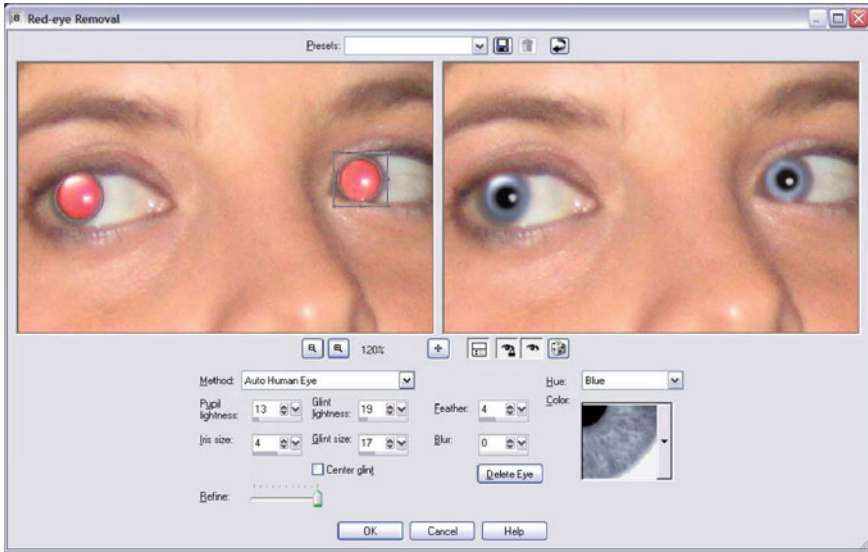 Red-eye Removal
Presets:
120%
Method: Auto Human Eye
Hue: Blue
Pupil lightness: 13
Glint lightness: 19
Feather: 4
Color:
Iris size: 4
Glint size: 17
Blur: 0
Center glint
Delete Eye
Refine:
OK Cancel Help